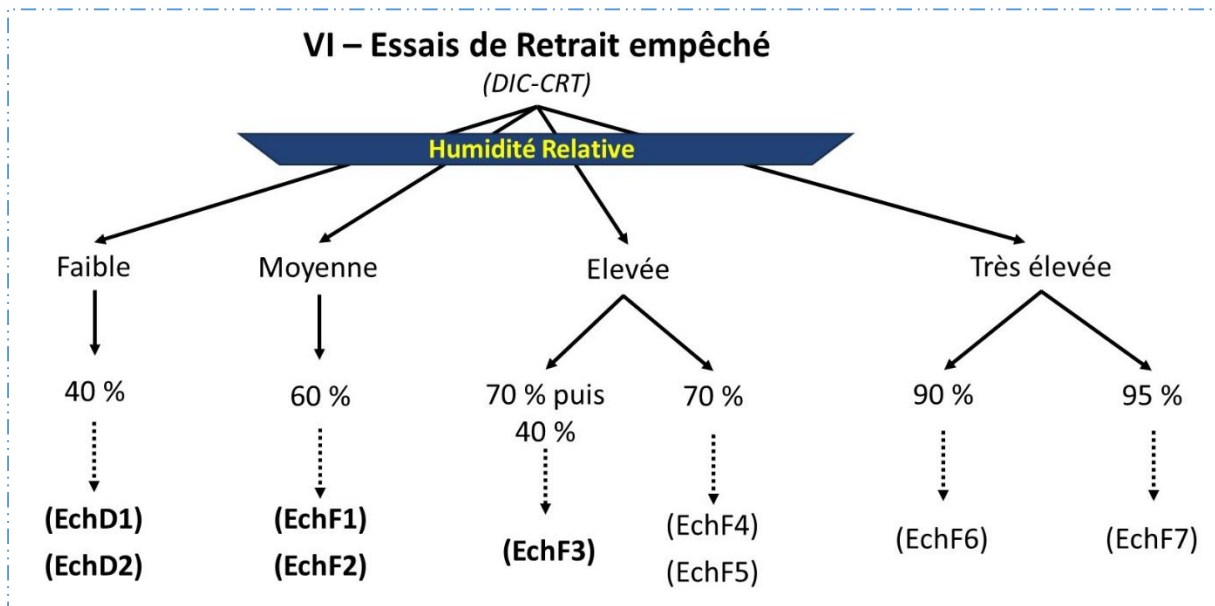 VI – Essais de Retrait empêché
(DIC-CRT)
Humidité Relative
Faible
Moyenne
Elevée
Très élevée
40 %
60 %
70 % puis
40 %
70 %
90 %
95 %
(EchD1)
(EchD2)
(EchF1)
(EchF2)
(EchF3)
(EchF4)
(EchF5)
(EchF6)
(EchF7)